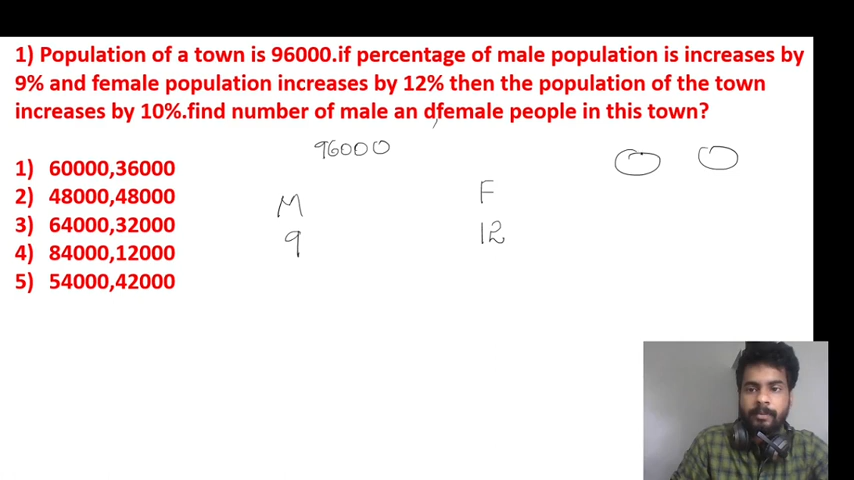 1) Population of a town is 96000.if percentage of male population is increases by
9% and female population increases by 12% then the population of the town
increases by 10%.find number of male an dfemale people in this town?
96000
1) 60000,36000
2) 48000,48000
3) 64000,32000
4) 84000,12000
5) 54000,42000
M F
9 12